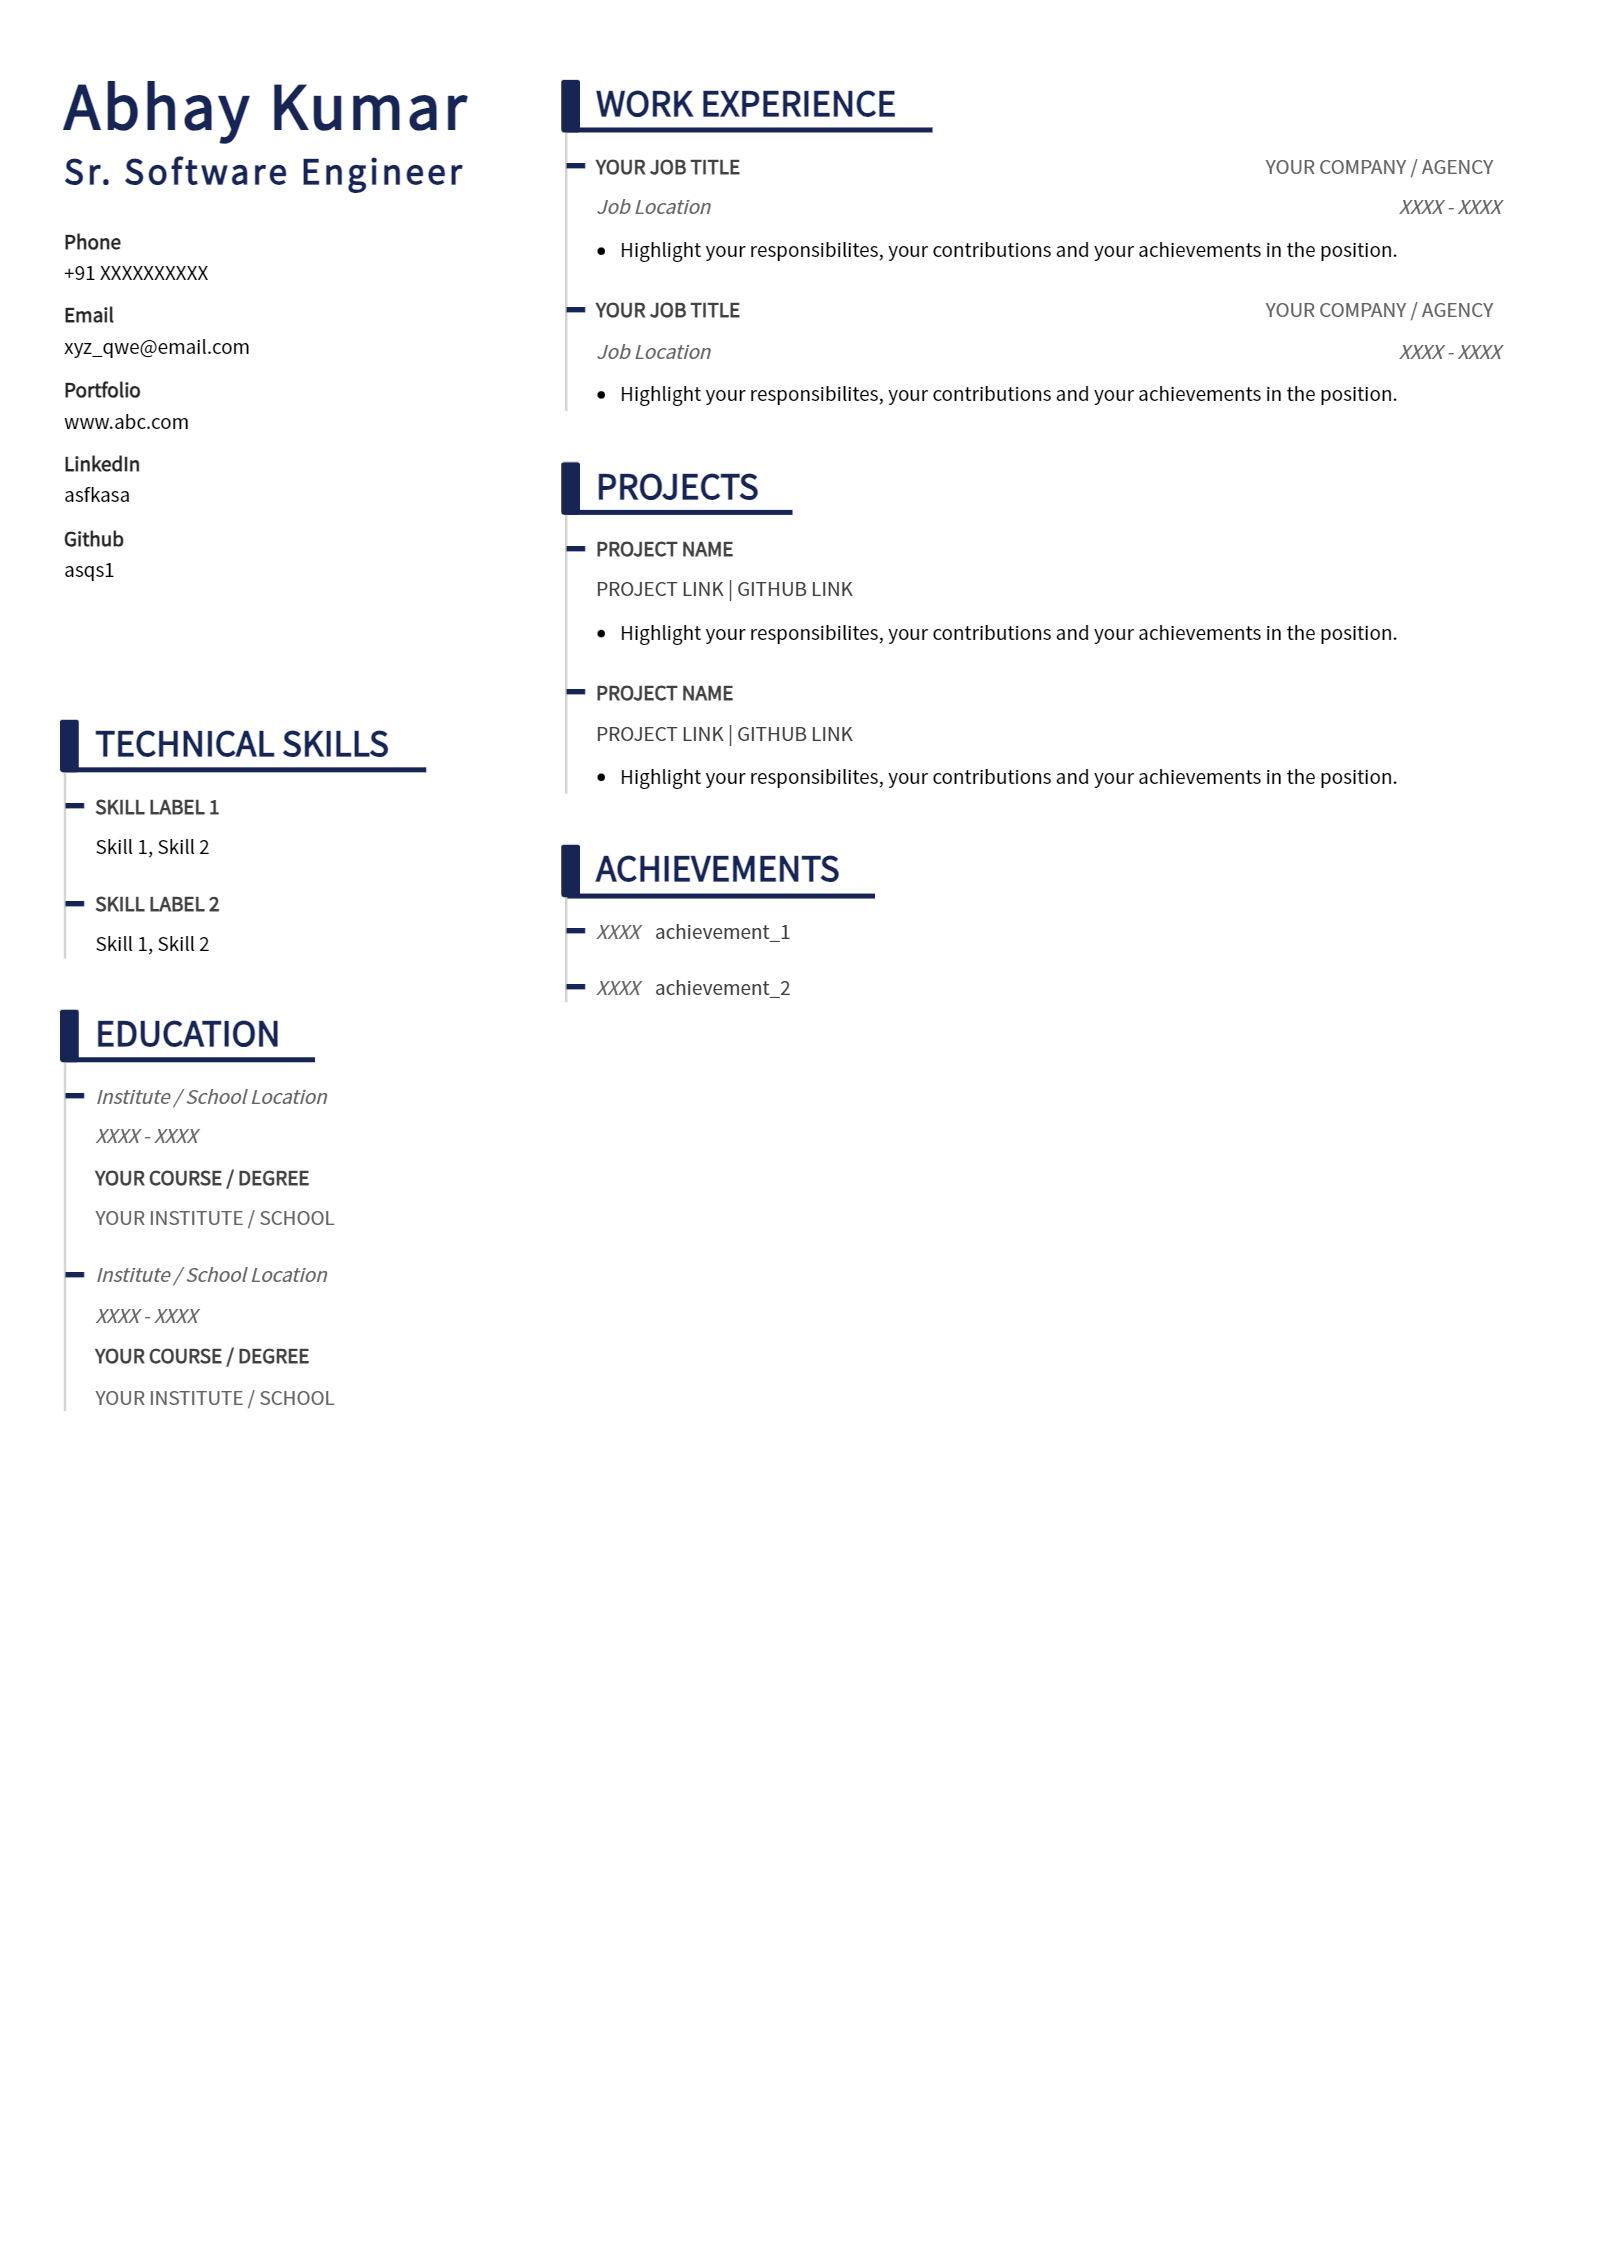 Abhay Kumar
Sr. Software Engineer
Phone
+91 XXXXXXXXXX
Email
xyz_qwe@email.com
Portfolio
www.abc.com
LinkedIn
asfkasa
Github
asqs1
TECHNICAL SKILLS
SKILL LABEL 1
Skill 1, Skill 2
SKILL LABEL 2
Skill 1, Skill 2
EDUCATION
Institute / School Location
XXXX - XXXX
YOUR COURSE / DEGREE
YOUR INSTITUTE / SCHOOL
Institute / School Location
XXXX - XXXX
YOUR COURSE / DEGREE
YOUR INSTITUTE / SCHOOL
WORK EXPERIENCE
YOUR JOB TITLE YOUR COMPANY / AGENCY
Job Location XXXX - XXXX
• Highlight your responsibilites, your contributions and your achievements in the position.
YOUR JOB TITLE YOUR COMPANY / AGENCY
Job Location XXXX - XXXX
• Highlight your responsibilites, your contributions and your achievements in the position.
PROJECTS
PROJECT NAME
PROJECT LINK | GITHUB LINK
• Highlight your responsibilites, your contributions and your achievements in the position.
PROJECT NAME
PROJECT LINK | GITHUB LINK
• Highlight your responsibilites, your contributions and your achievements in the position.
ACHIEVEMENTS
XXXX achievement_1
XXXX achievement_2